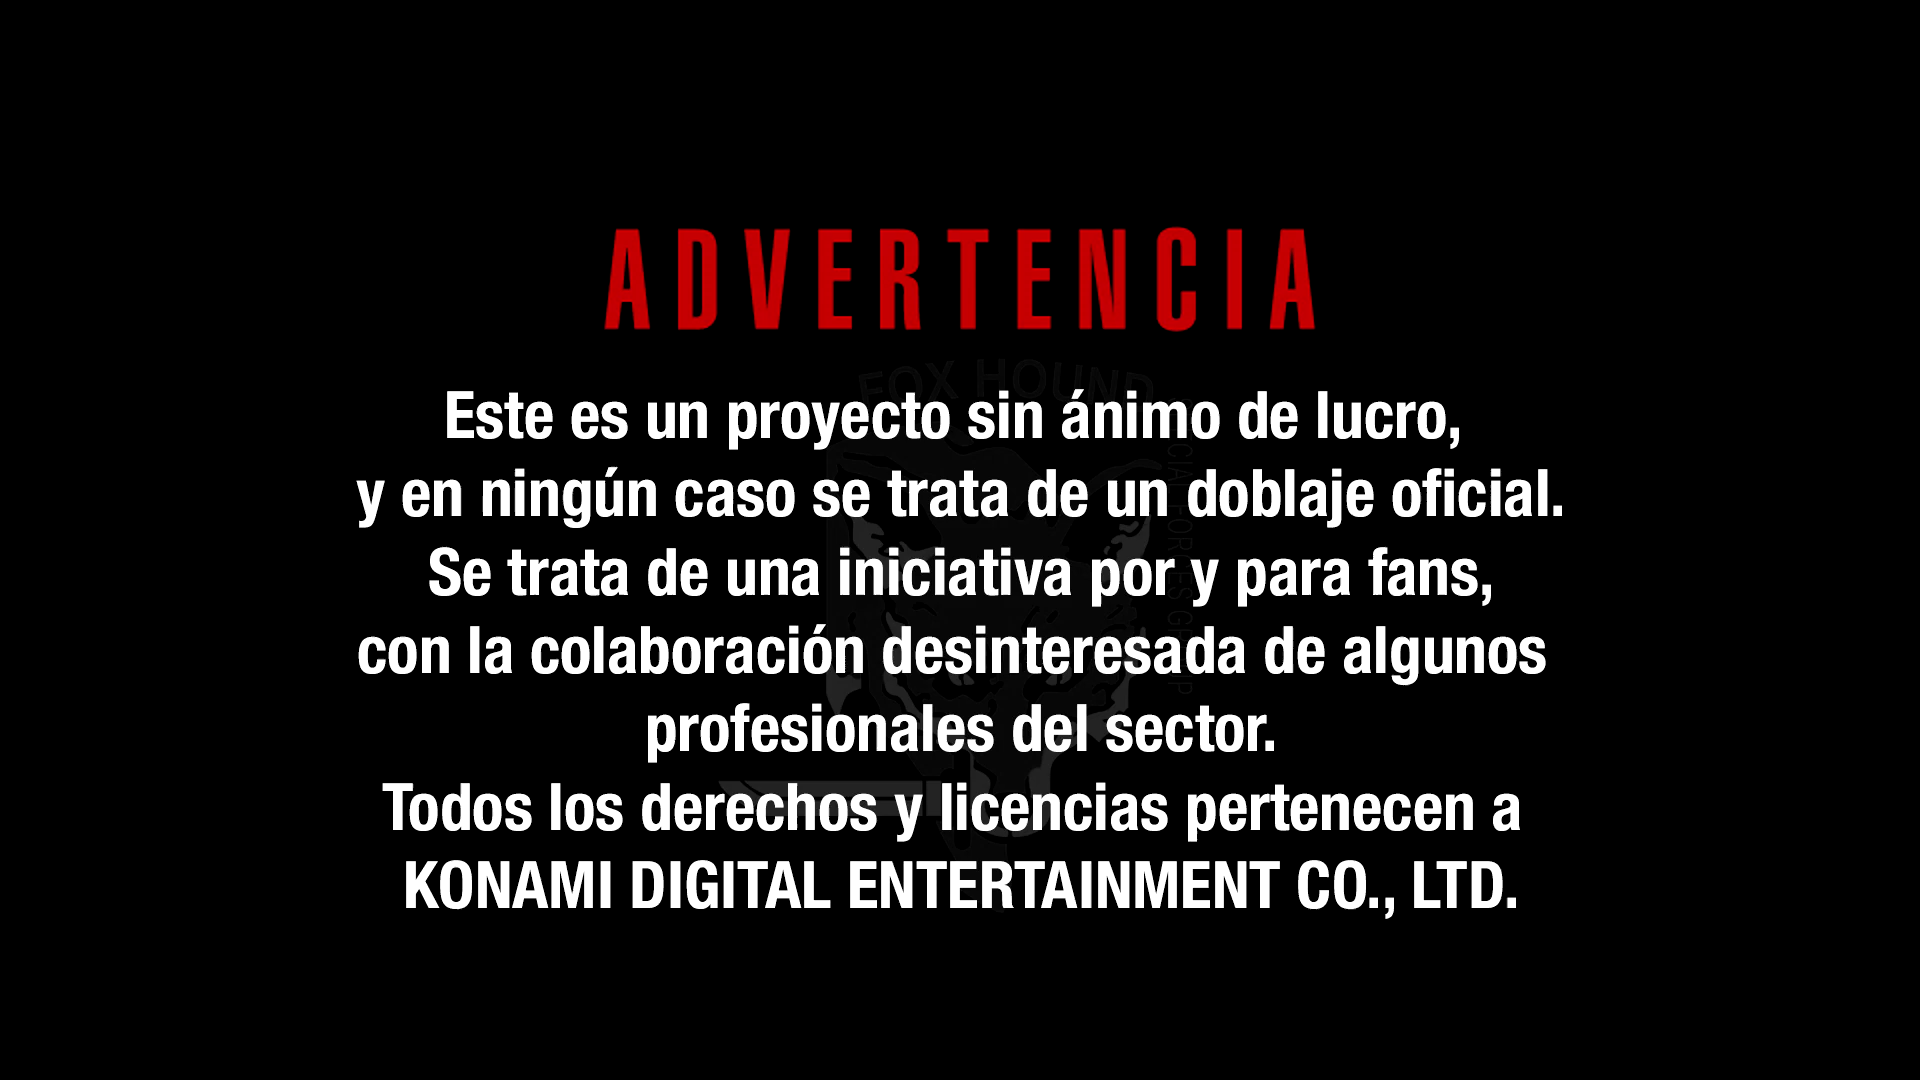 ADVERTENCIA
FOX HOUND
Este es un proyecto sin ánimo de lucro,
y en ningún caso se trata de un doblaje oficial.
Se trata de una iniciativa por y para fans,
con la colaboración desinteresada de algunos
profesionales del sector.
Todos los derechos y licencias pertenecen a
KONAMI DIGITAL ENTERTAINMENT CO., LTD.